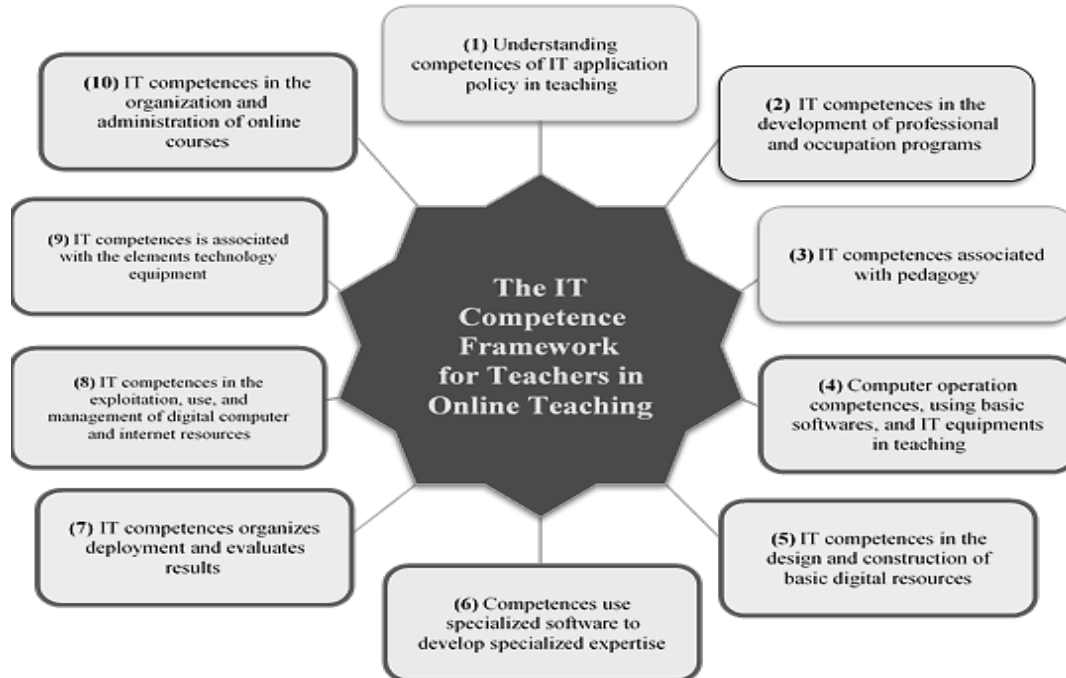 The IT
Competence
Framework
for Teachers in
Online Teaching
(1) Understanding
competences of IT application
policy in teaching
(2) IT competences in the
development of professional
and occupation programs
(3) IT competences associated
with pedagogy
(4) Computer operation
competences, using basic
softwares, and IT equipments
in teaching
(5) IT competences in the
design and construction of
basic digital resources
(6) Competences use
specialized software to
develop specialized expertise
(7) IT competences organizes
deployment and evaluates
results
(8) IT competences in the
exploitation, use, and
management of digital computer
and internet resources
(9) IT competences is associated
with the elements technology
equipment
(10) IT competences in the
organization and
administration of online
courses